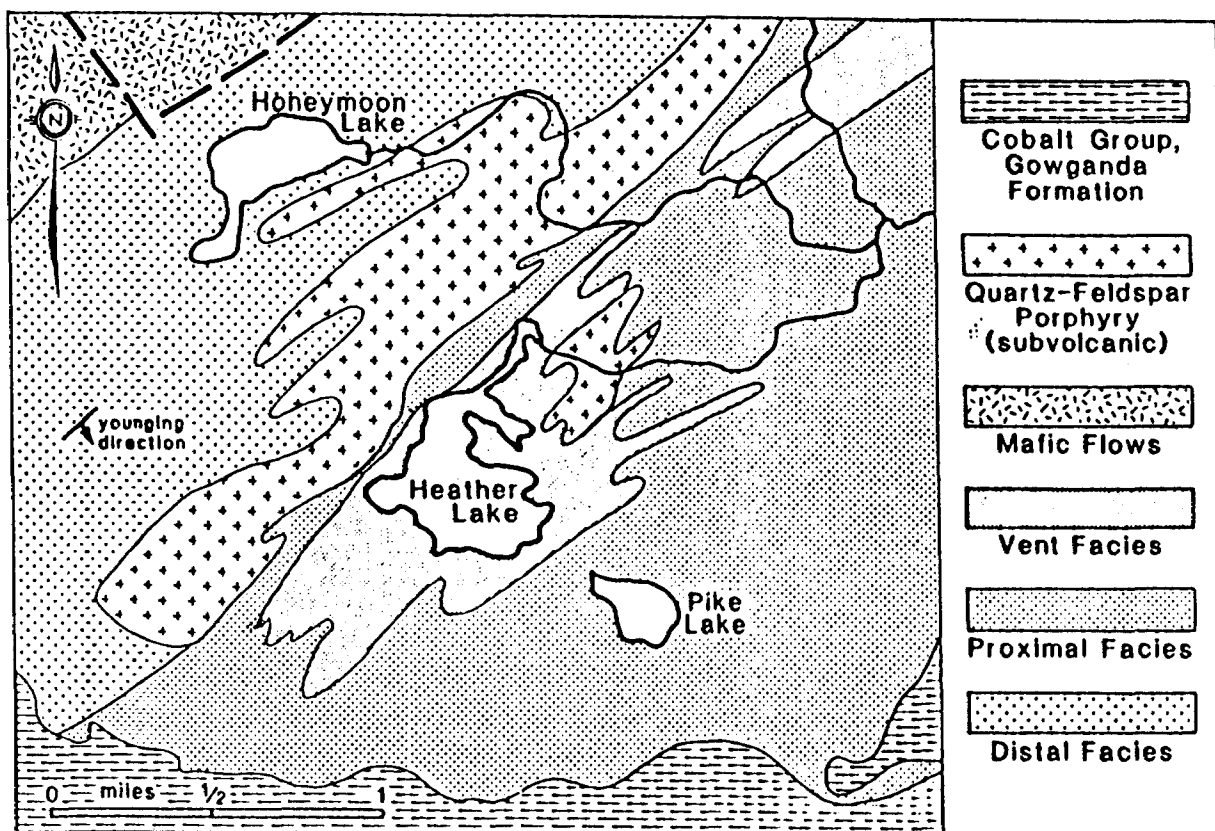 N
Honeymoon
Lake
younging
direction
Heather
Lake
Pike
Lake
0 miles 1/2 1
Cobalt Group,
Gowganda
Formation
Quartz-Feldspar
Porphyry
(subvolcanic)
Mafic Flows
Vent Facies
Proximal Facies
Distal Facies